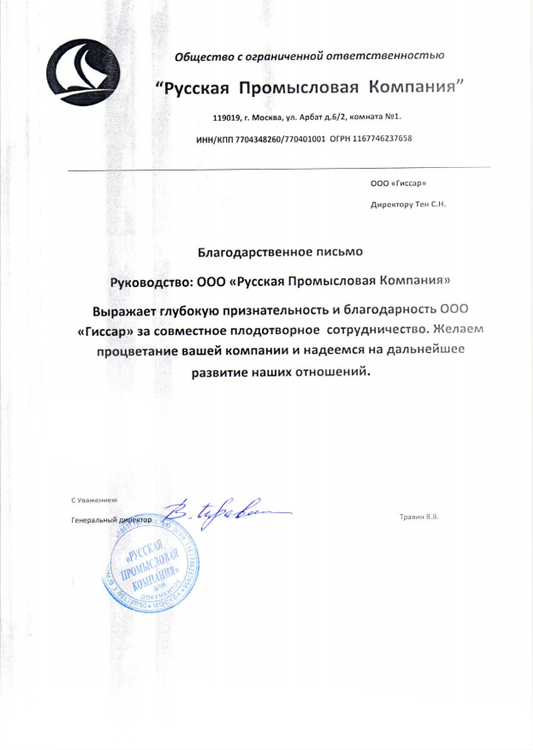 Общество с ограниченной ответственностью
“Русская Промысловая Компания”
119019, г. Москва, ул. Арбат д.6/2, комната №1.
ИНН/КПП 7704348260/770401001 ОГРН 1167746237658
ООО «Гиссар»
Директору Тен С.Н.
Благодарственное письмо
Руководство: ООО «Русская Промысловая Компания»
Выражает глубокую признательность и благодарность ООО
«Гиссар» за совместное плодотворное сотрудничество. Желаем
процветание вашей компании и надеемся на дальнейшее
развитие наших отношений.
С Уважением
Генеральный директор
Травин В.В.
«РУССКАЯ
ПРОМЫСЛОВАЯ
КОМПАНИЯ»
ДЛЯ
ДОКУМЕНТОВ
МОСКВА